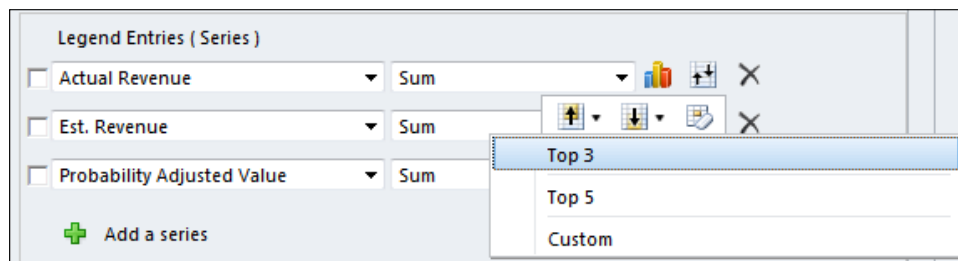 Legend Entries ( Series )
Actual Revenue Sum
Est. Revenue Sum
Top 3
Probability Adjusted Value Sum
Top 5
Add a series
Custom